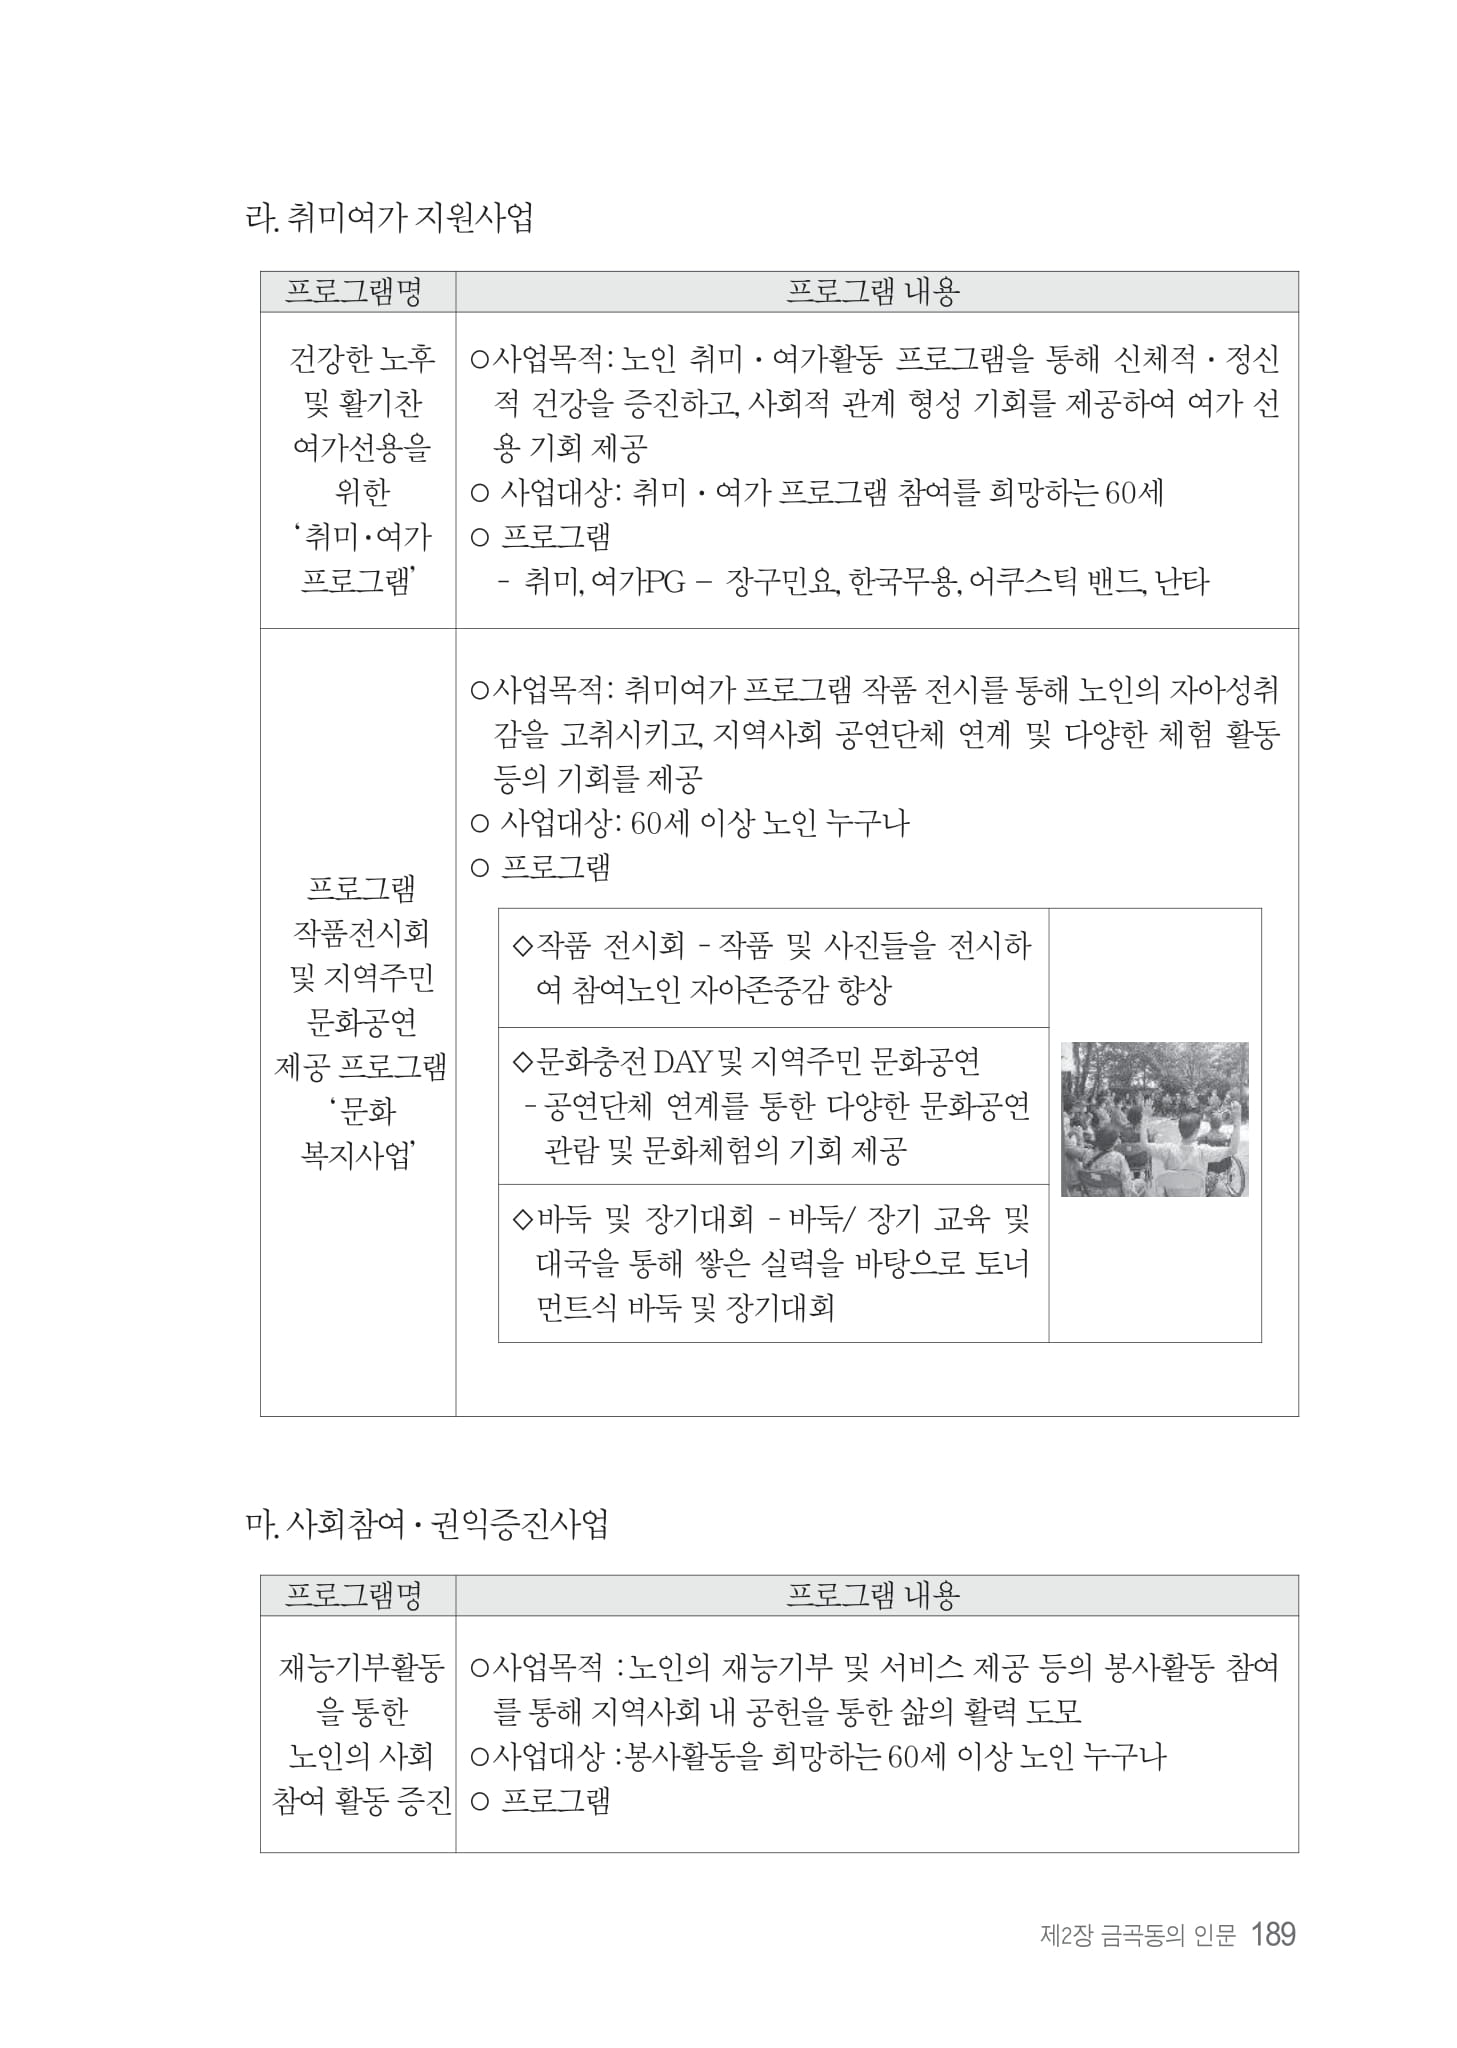 라. 취미여가 지원사업
프로그램명
프로그램 내용
건강한 노후
및 활기찬
여가선용을
위한
‘취미·여가
프로그램’
○사업목적: 노인 취미·여가활동 프로그램을 통해 신체적·정신
적 건강을 증진하고, 사회적 관계 형성 기회를 제공하여 여가 선
용 기회 제공
○ 사업대상: 취미·여가 프로그램 참여를 희망하는 60세
○ 프로그램
- 취미, 여가PG – 장구민요, 한국무용, 어쿠스틱 밴드, 난타
프로그램
작품전시회
및 지역주민
문화공연
제공 프로그램
‘문화
복지사업’
○사업목적: 취미여가 프로그램 작품 전시를 통해 노인의 자아성취
감을 고취시키고, 지역사회 공연단체 연계 및 다양한 체험 활동
등의 기회를 제공
○ 사업대상: 60세 이상 노인 누구나
○ 프로그램
◇작품 전시회 - 작품 및 사진들을 전시하
여 참여노인 자아존중감 향상
◇문화충전 DAY 및 지역주민 문화공연
- 공연단체 연계를 통한 다양한 문화공연
관람 및 문화체험의 기회 제공
◇바둑 및 장기대회 - 바둑/ 장기 교육 및
대국을 통해 쌓은 실력을 바탕으로 토너
먼트식 바둑 및 장기대회
마. 사회참여·권익증진사업
프로그램명
프로그램 내용
재능기부활동
을 통한
노인의 사회
참여 활동 증진
○사업목적 :노인의 재능기부 및 서비스 제공 등의 봉사활동 참여
를 통해 지역사회 내 공헌을 통한 삶의 활력 도모
○사업대상 :봉사활동을 희망하는 60세 이상 노인 누구나
○ 프로그램
제2장 금곡동의 인문 189